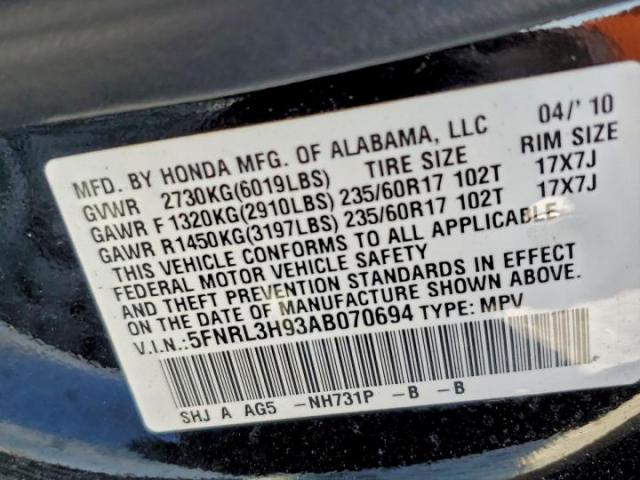 MFD. BY HONDA MFG. OF ALABAMA, LLC 04/'10
GVWR 2730KG(6019LBS) TIRE SIZE RIM SIZE
GAWR F 1320KG(2910LBS) 235/60R17 102T 17X7J
GAWR R1450KG(3197LBS) 235/60R17 102T 17X7J
THIS VEHICLE CONFORMS TO ALL APPLICABLE
FEDERAL MOTOR VEHICLE SAFETY
AND THEFT PREVENTION STANDARDS IN EFFECT
ON THE DATE OF MANUFACTURE SHOWN ABOVE.
V.I.N.:5FNRL3H93AB070694 TYPE: MPV
SHJ A AG5 -NH731P -B -B